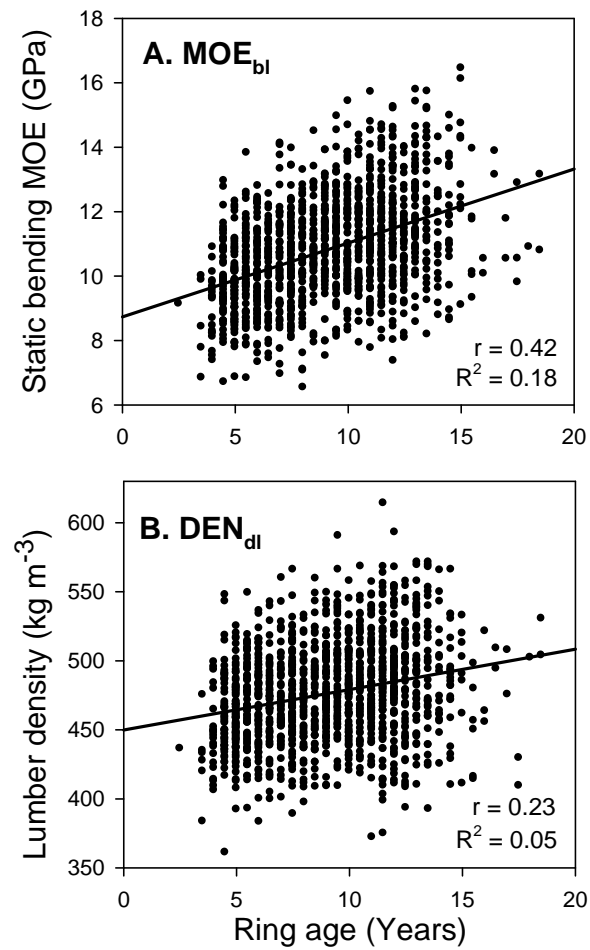 18
16
14
12
10
8
6
Static bending MOE (GPa)
A. MOEbl
r = 0.42
R2 = 0.18
0 5 10 15 20
600
550
500
450
400
350
Lumber density (kg m-3)
B. DENdl
r = 0.23
R2 = 0.05
0 5 10 15 20
Ring age (Years)